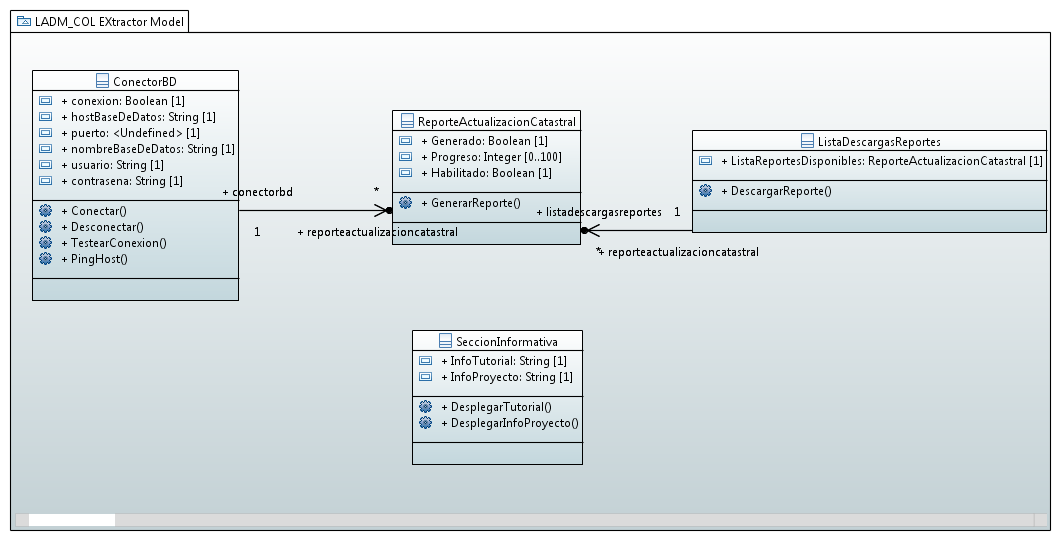 LADM_COL EXtractor Model
ConectorBD
+ conexion: Boolean [1]
+ hostBaseDeDatos: String [1]
+ puerto: <Undefined> [1]
+ nombreBaseDeDatos: String [1]
+ usuario: String [1]
+ contrasena: String [1]
+ Conectar()
+ Desconectar()
+ TestearConexion()
+ PingHost()
+ conectorbd
*
1
+ reporteactualizacioncatastral
ReporteActualizacionCatastral
+ Generado: Boolean [1]
+ Progreso: Integer [0..100]
+ Habilitado: Boolean [1]
+ GenerarReporte()
+ listadescargasreportes
1
*
+ reporteactualizacioncatastral
ListaDescargasReportes
+ ListaReportesDisponibles: ReporteActualizacionCatastral [1]
+ DescargarReporte()
SeccionInformativa
+ InfoTutorial: String [1]
+ InfoProyecto: String [1]
+ DesplegarTutorial()
+ DesplegarInfoProyecto()